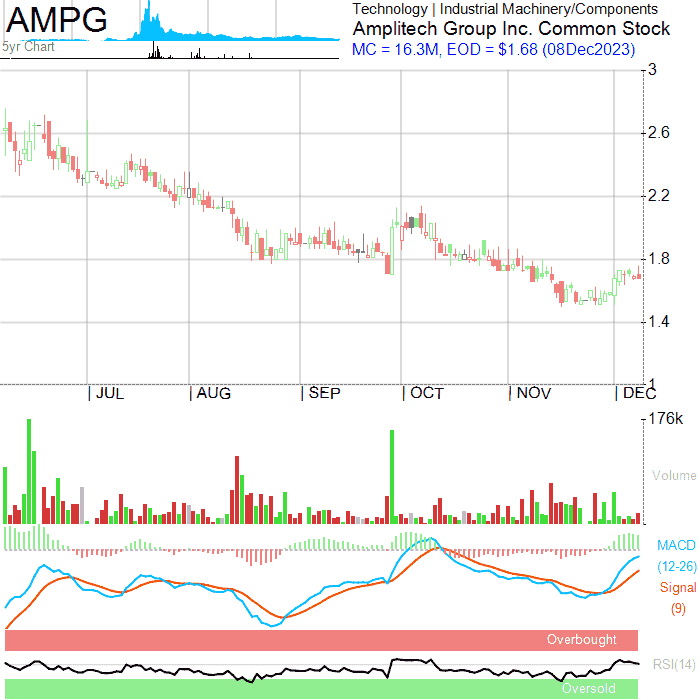 AMPG
5yr Chart
Technology | Industrial Machinery/Components
Amplitech Group Inc. Common Stock
MC = 16.3M, EOD = $1.68 (08Dec2023)
3
2.6
2.2
1.8
1.4
1
| JUL | AUG | SEP | OCT | NOV | DEC
176k
Volume
MACD
(12-26)
Signal
(9)
Overbought
RSI(14)
Oversold